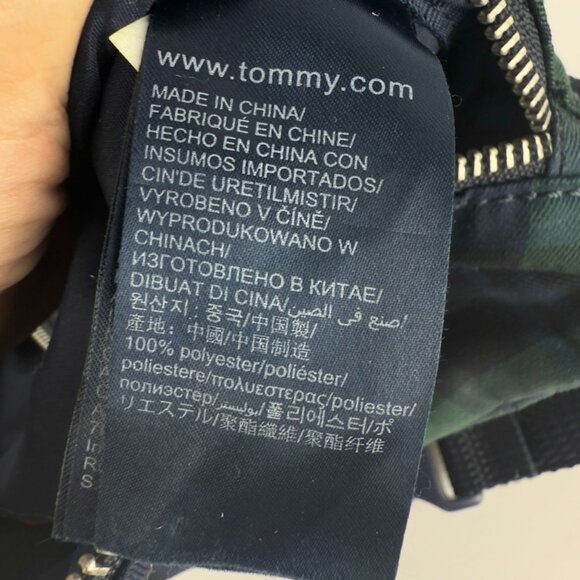 www.tommy.com
MADE IN CHINA/
FABRIQUÉ EN CHINE/
HECHO EN CHINA CON
INSUMOS IMPORTADOS/
CIN'DE URETILMISTIR/
VYROBENO V ČÍNĚ/
WYPRODUKOWANO W
CHINACH/
ИЗГОТОВЛЕНО В КИТАЕ/
DIBUAT DI CINA/صنع في الصين/
원산지 : 중국/中国製/
產地：中國/中国制造
100% polyester/poliéster/
poliestere/πολυεστερας/poliester/
полиэстер/بوليستر/폴리에스터/ポ
リエステル/聚酯纖維/聚酯纤维